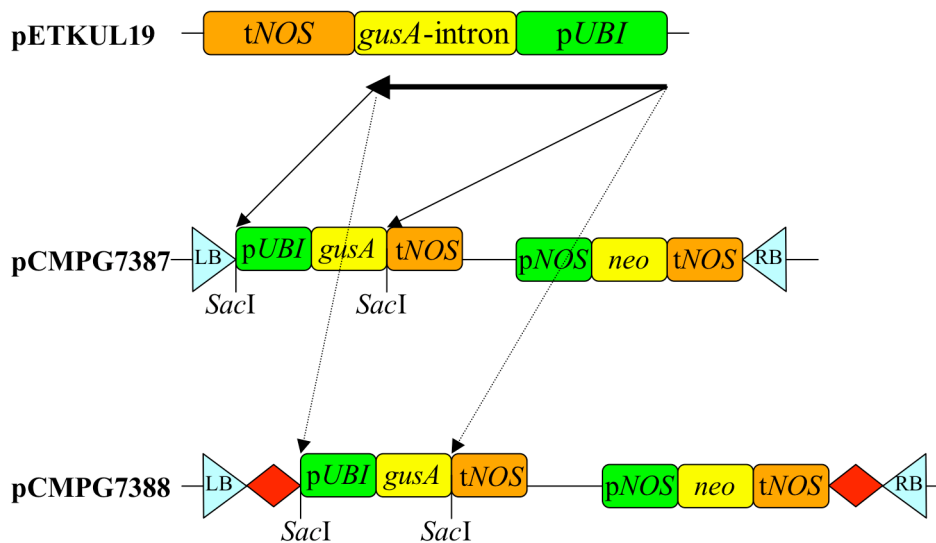 pETKUL19 tNOS gusA-intron pUBI
pCMPG7387 LB pUBI gusA tNOS pNOS neo tNOS RB
SacI SacI
pCMPG7388 LB pUBI gusA tNOS pNOS neo tNOS RB
SacI SacI